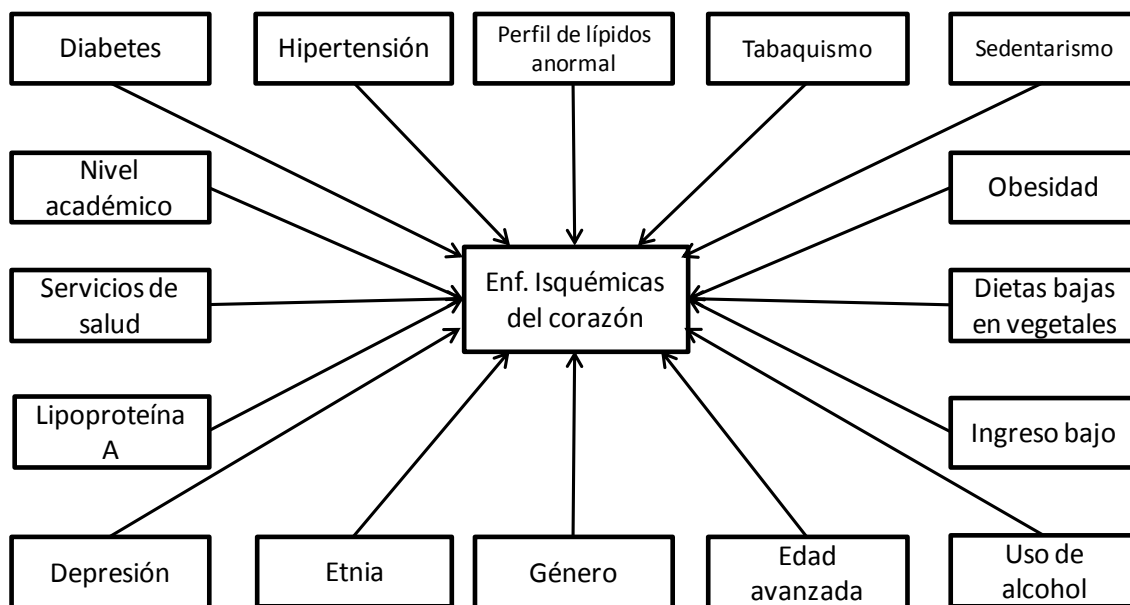 Diabetes
Hipertensión
Perfil de lípidos
anormal
Tabaquismo
Sedentarismo
Nivel
académico
Obesidad
Servicios de
salud
Enf. Isquémicas
del corazón
Dietas bajas
en vegetales
Lipoproteína
A
Ingreso bajo
Depresión
Etnia
Género
Edad
avanzada
Uso de
alcohol